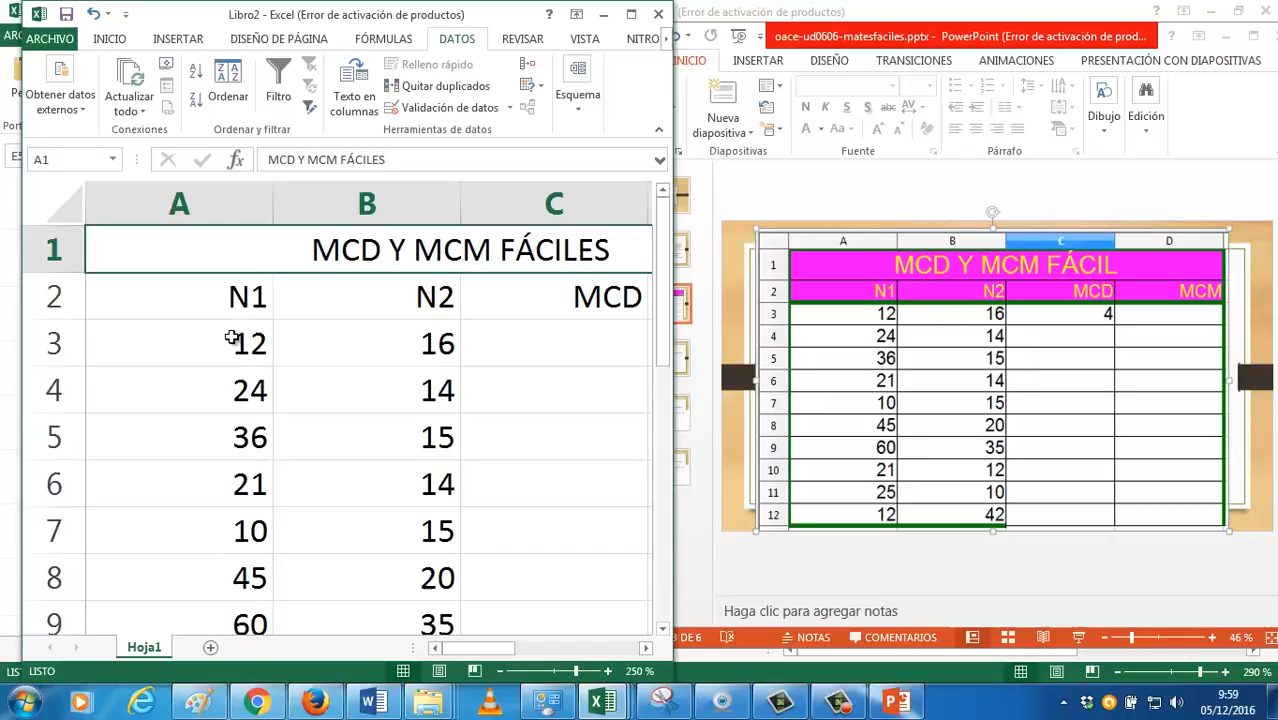 Libro2 - Excel (Error de activación de productos)
ARCHIVO INICIO INSERTAR DISEÑO DE PÁGINA FÓRMULAS DATOS REVISAR VISTA NITRO
Obtener datos externos
Actualizar todo
Conexiones
Ordenar
Filtro
Ordenar y filtrar
Texto en columnas
Relleno rápido
Quitar duplicados
Validación de datos
Herramientas de datos
Esquema
A1 MCD Y MCM FÁCILES
A B C
1 MCD Y MCM FÁCILES
2 N1 N2 MCD
3 12 16
4 24 14
5 36 15
6 21 14
7 10 15
8 45 20
9 60 35
Hoja1
LISTO 250 %
(Error de activación de productos)
oace-ud0606-matesfaciles.pptx - PowerPoint (Error de activación de prod...
INICIO INSERTAR DISEÑO TRANSICIONES ANIMACIONES PRESENTACIÓN CON DIAPOSITIVAS
Nueva diapositiva
Diapositivas
N K S S abc AV
A Aa A A
Fuente
Párrafo
Dibujo
Edición
A B C D
1 MCD Y MCM FÁCIL
2 N1 N2 MCD MCM
3 12 16 4
4 24 14
5 36 15
6 21 14
7 10 15
8 45 20
9 60 35
10 21 12
11 25 10
12 12 42
Haga clic para agregar notas
3 DE 6 NOTAS COMENTARIOS 46 %
290 %
9:59
05/12/2016